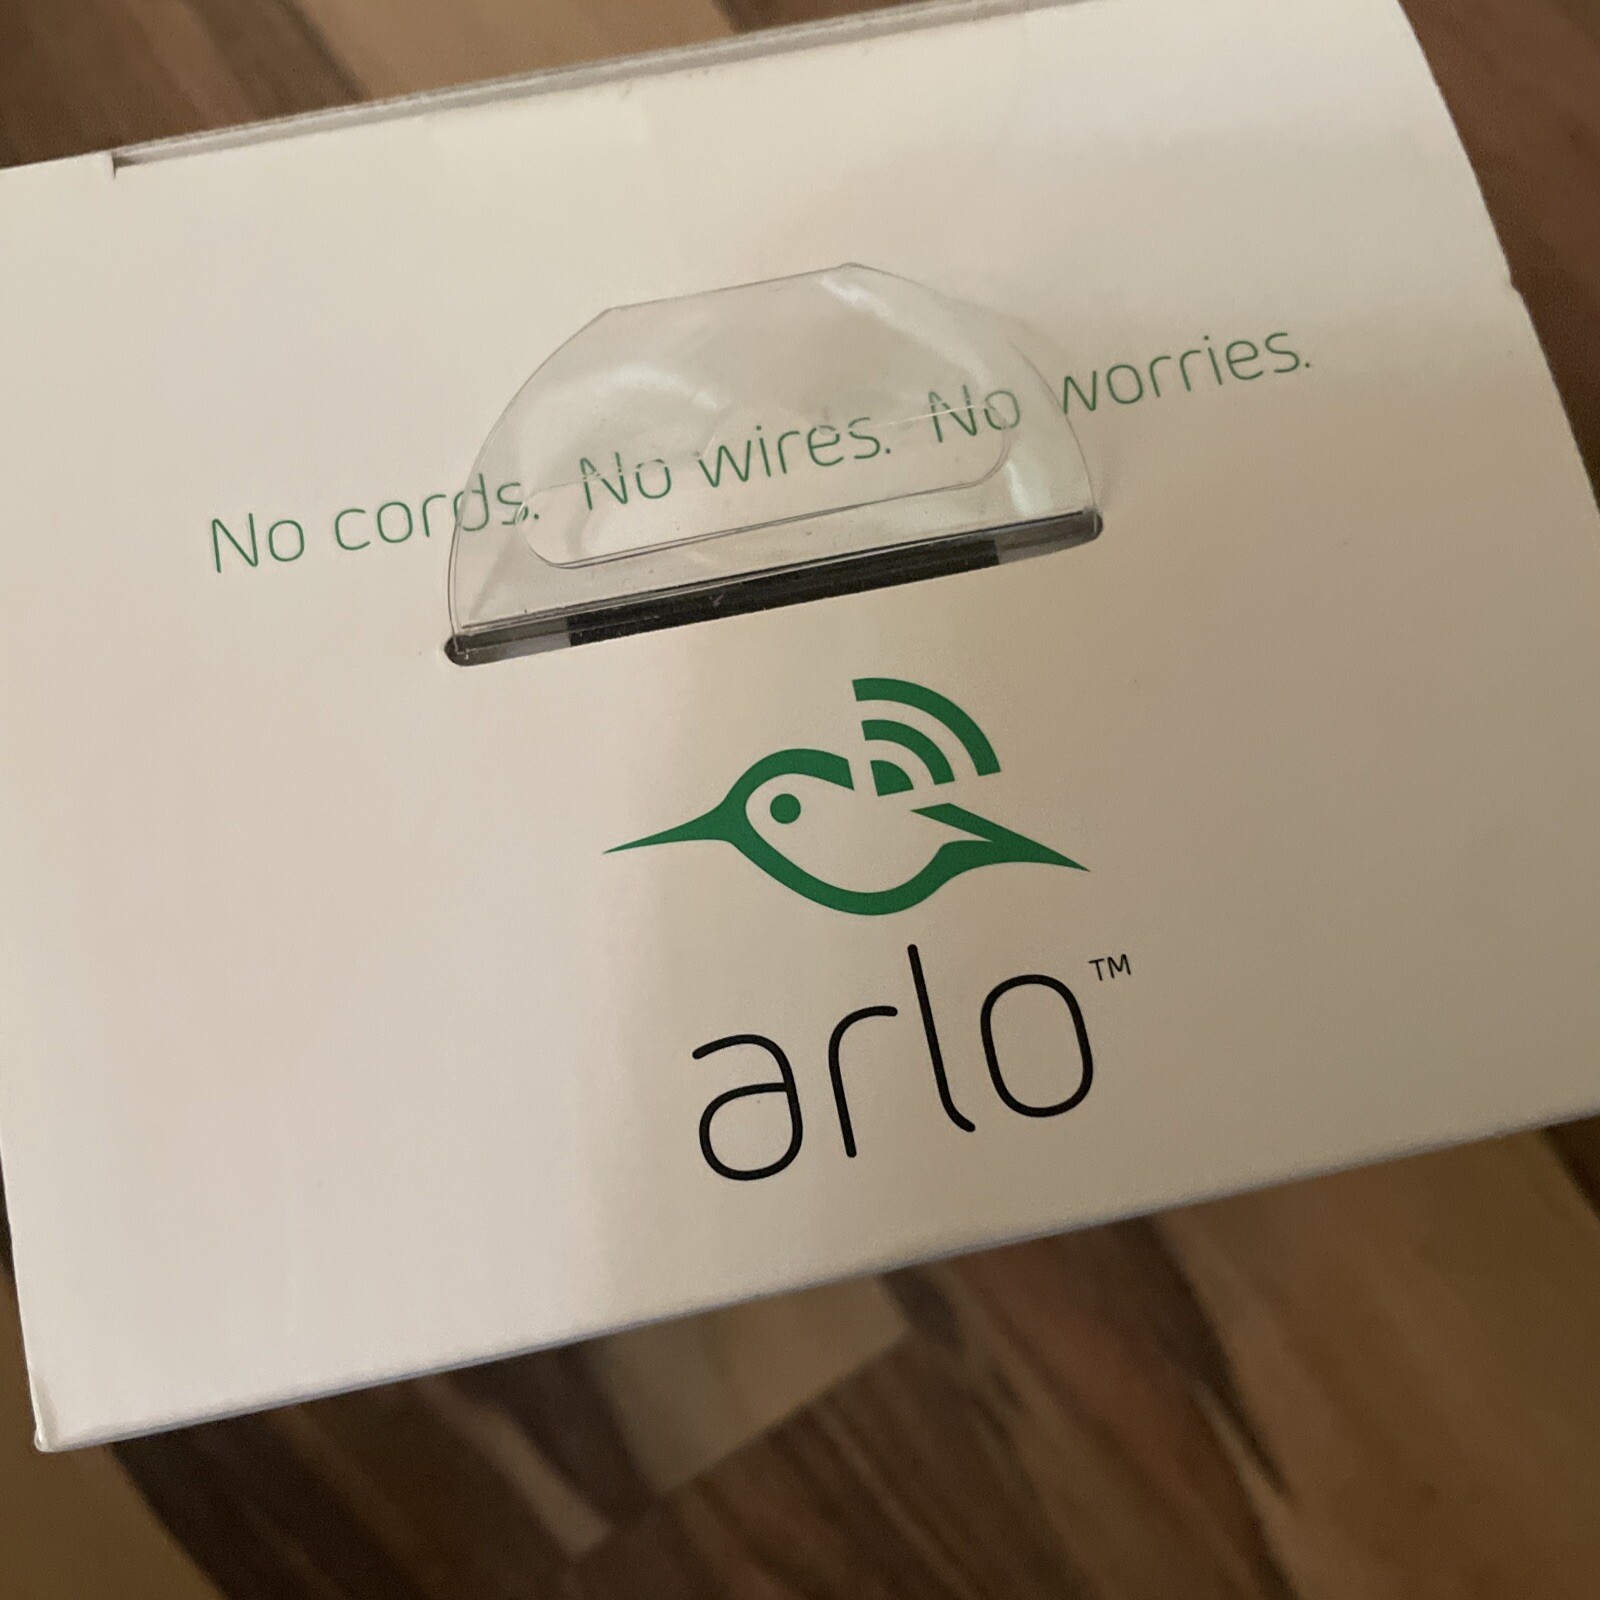 No cords. No wires. No worries.
arlo™